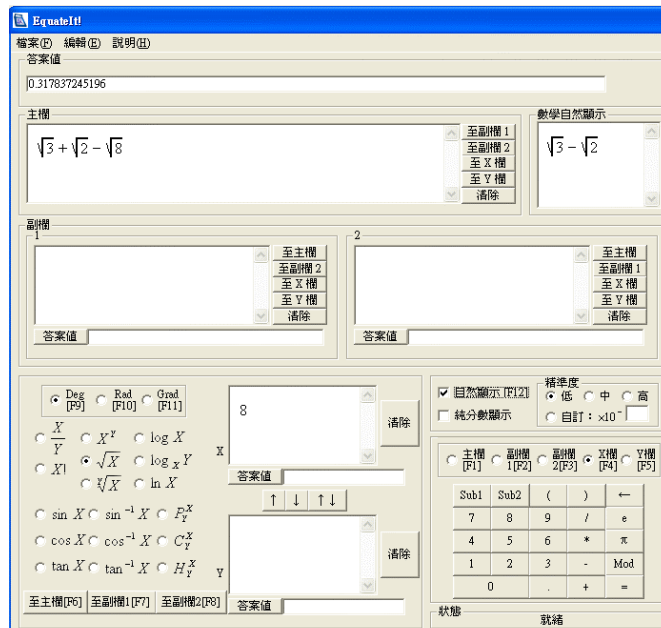 EquateIt!
檔案(F) 編輯(E) 說明(H)
答案值
0.317837245196
主欄
√3+√2−√8
至副欄 1
至副欄 2
至 X 欄
至 Y 欄
清除
數學自然顯示
√3−√2
副欄
1
至主欄
至副欄 2
至 X 欄
至 Y 欄
清除
答案值
2
至主欄
至副欄 1
至 X 欄
至 Y 欄
清除
答案值
Deg [F9] Rad [F10] Grad [F11]
X/Y X^Y log X
X! √X log_Y X
^Y√X ln X
sin X sin⁻¹ X P_Y^X
cos X cos⁻¹ X C_Y^X
tan X tan⁻¹ X H_Y^X
至主欄[F6] 至副欄1[F7] 至副欄2[F8]
X
8
清除
答案值
↑ ↓ ↑↓
Y
清除
答案值
自然顯示 [F12]
純分數顯示
精準度
低 中 高
自訂：×10⁻
主欄 [F1] 副欄 1[F2] 副欄 2[F3] X欄 [F4] Y欄 [F5]
Sub1 Sub2 ( ) ←
7 8 9 / e
4 5 6 * π
1 2 3 - Mod
0 . + =
狀態
就緒